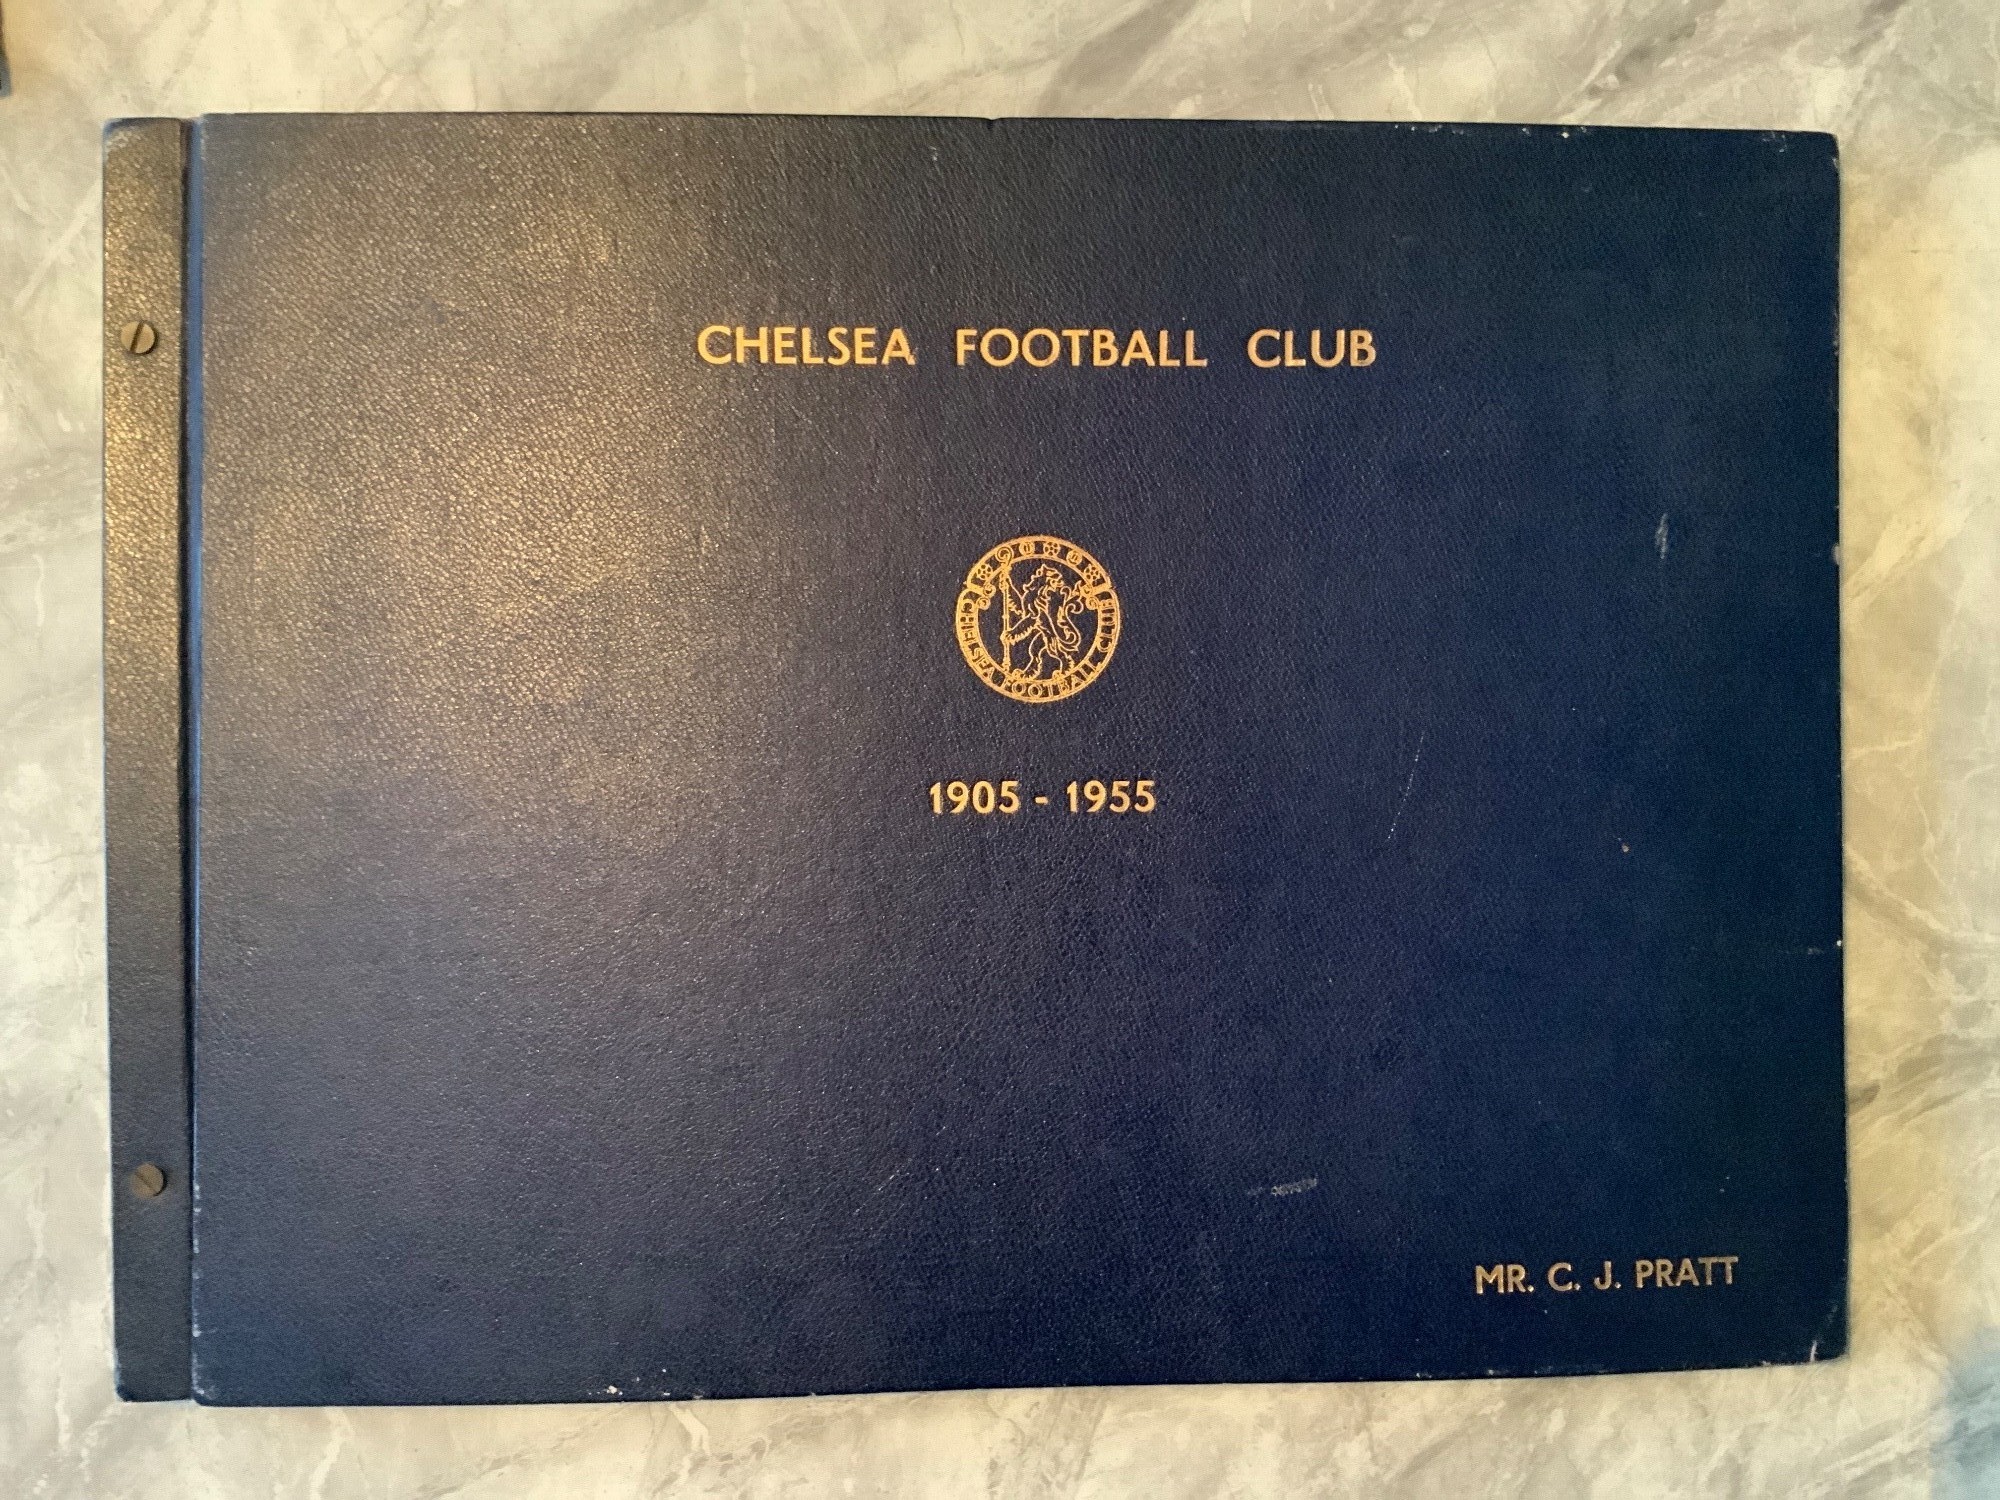 CHELSEA FOOTBALL CLUB
CHELSEA FOOTBALL CLUB
1905 - 1955
MR. C. J. PRATT